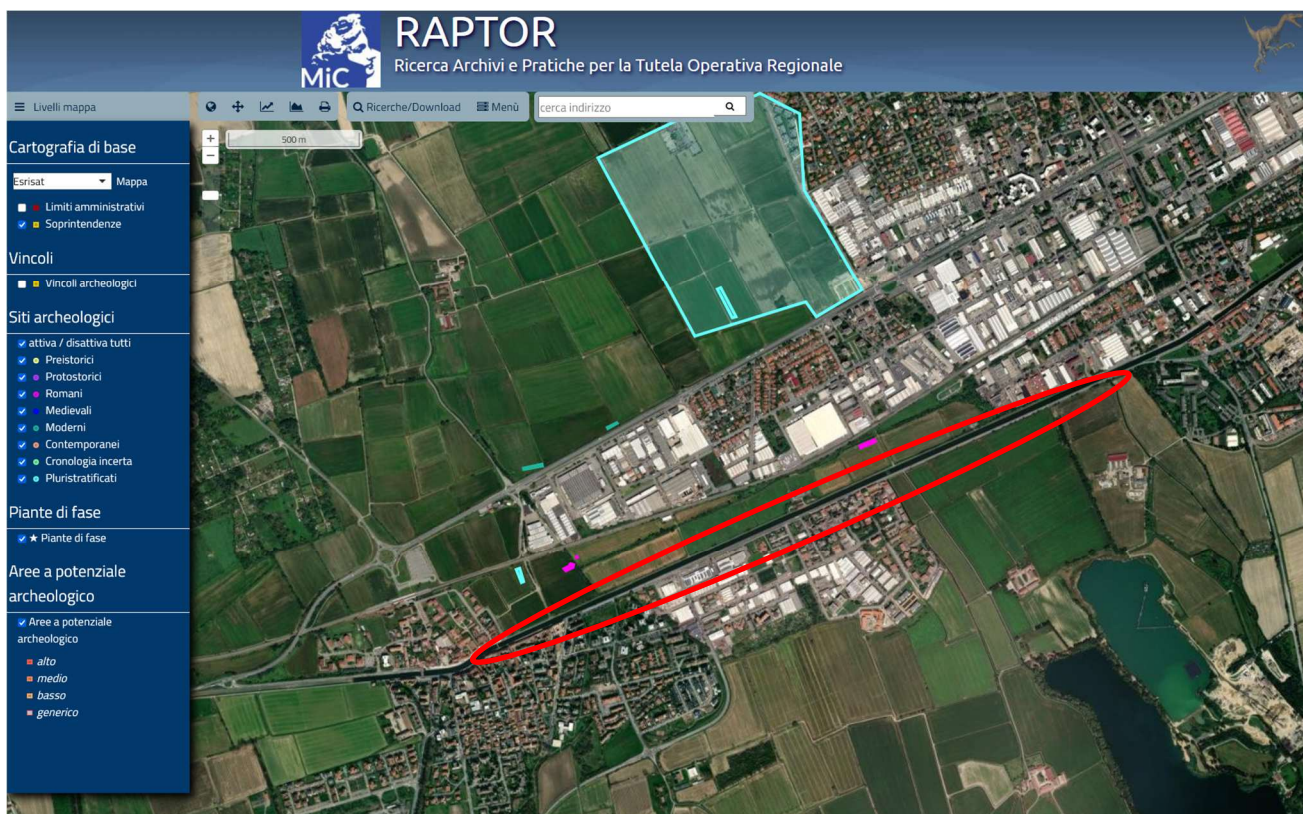 MiC
RAPTOR
Ricerca Archivi e Pratiche per la Tutela Operativa Regionale
Livelli mappa
Ricerche/Download
Menù
cerca indirizzo
+
500 m
−
Cartografia di base
Esrisat
Mappa
Limiti amministrativi
Soprintendenze
Vincoli
Vincoli archeologici
Siti archeologici
attiva / disattiva tutti
Preistorici
Protostorici
Romani
Medievali
Moderni
Contemporanei
Cronologia incerta
Pluristratificati
Piante di fase
Piante di fase
Aree a potenziale
archeologico
Aree a potenziale
archeologico
alto
medio
basso
generico